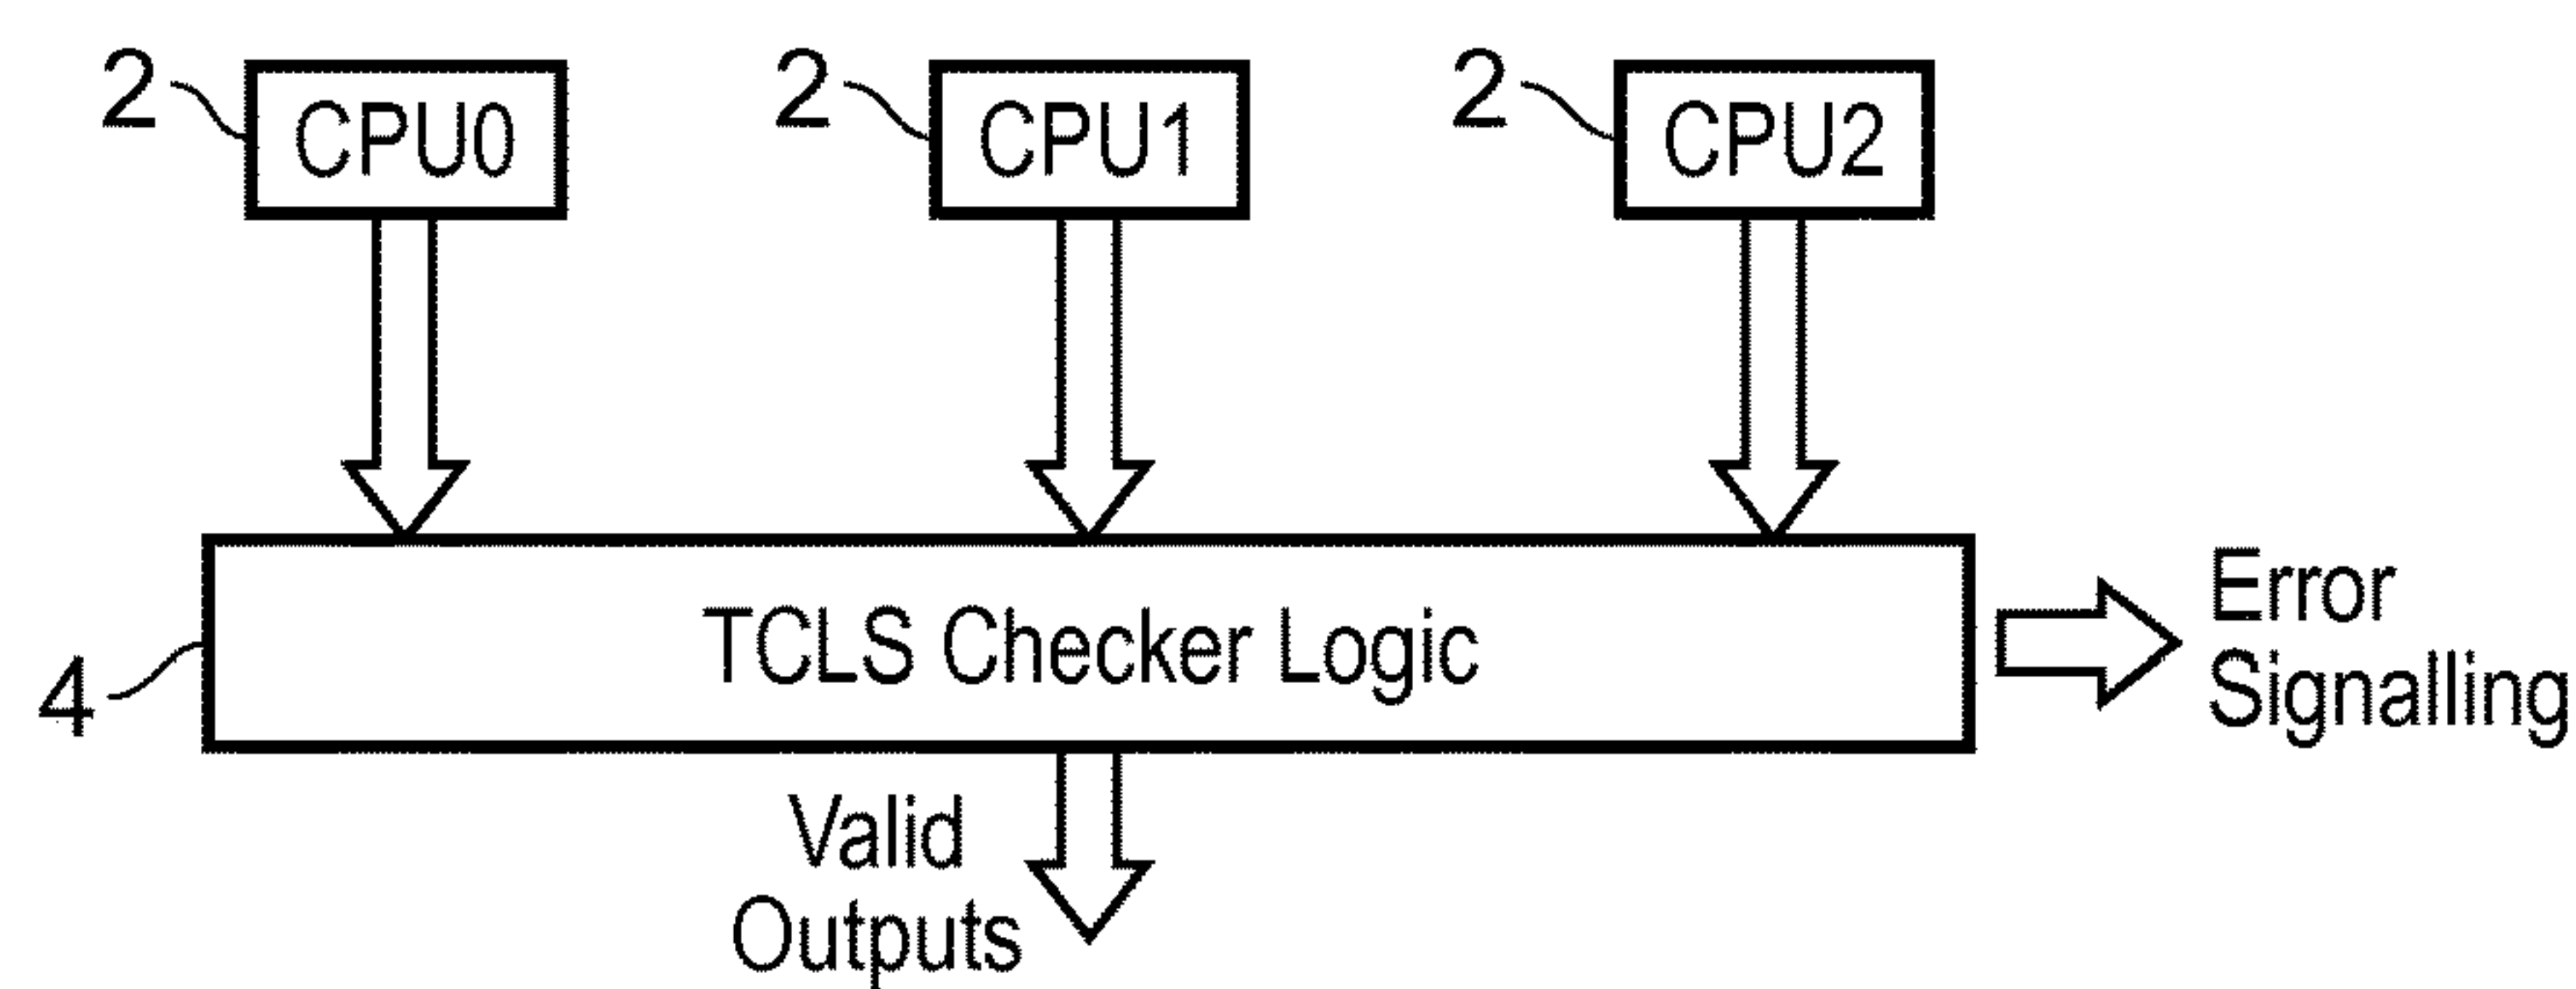 2
CPU0
2
CPU1
2
CPU2
4
TCLS Checker Logic
Error
Signalling
Valid
Outputs